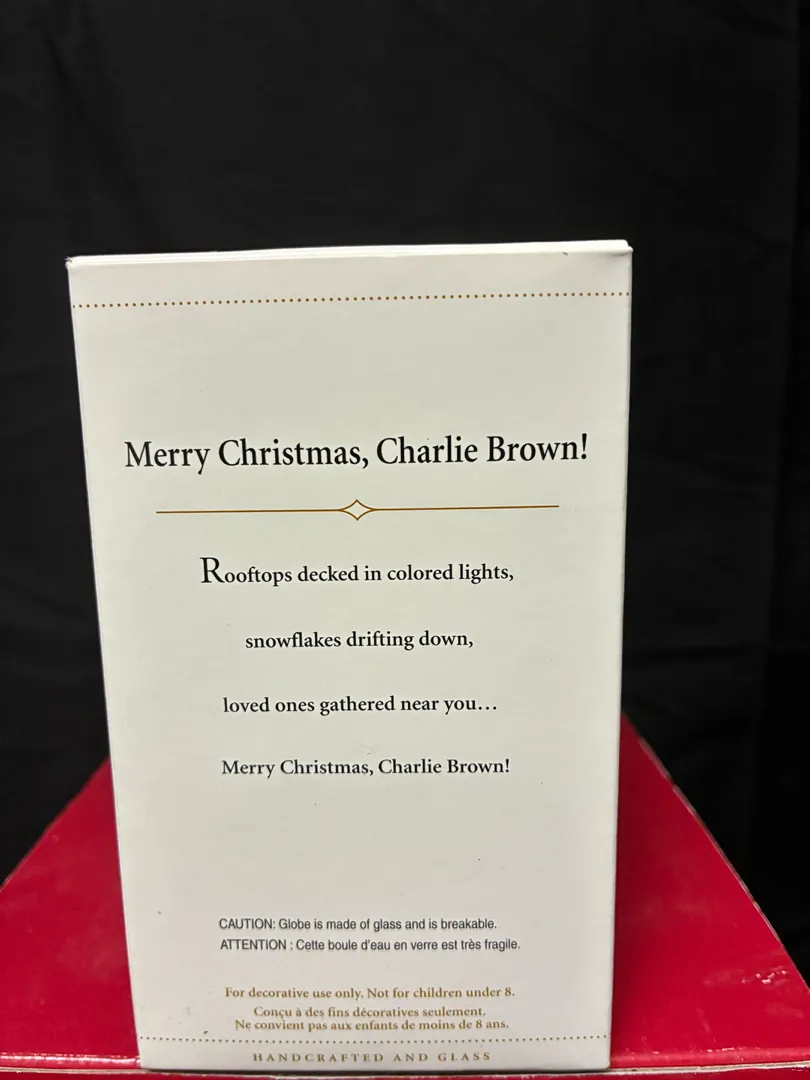 Merry Christmas, Charlie Brown!
Rooftops decked in colored lights,
snowflakes drifting down,
loved ones gathered near you...
Merry Christmas, Charlie Brown!
CAUTION: Globe is made of glass and is breakable.
ATTENTION : Cette boule d'eau en verre est très fragile.
For decorative use only. Not for children under 8.
Conçu à des fins décoratives seulement.
Ne convient pas aux enfants de moins de 8 ans.
HANDCRAFTED AND GLASS